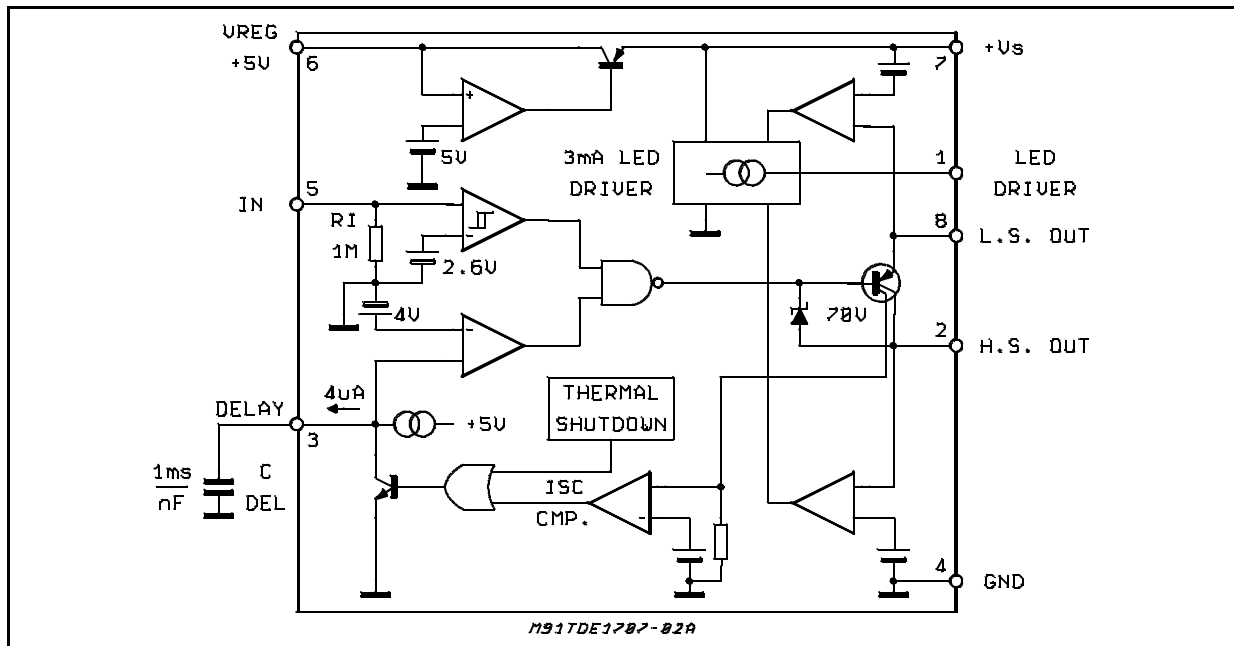 VREG
+5V
6
+Vs
7
+
5V
3mA LED
DRIVER
1
LED
DRIVER
5
IN
RI
1M
-
2.6V
8
L.S. OUT
4V
-
70V
2
H.S. OUT
4uA
DELAY
3
+5V
THERMAL
SHUTDOWN
1ms
nF
C
DEL
ISC
CMP.
-
4
GND
M91TDE1787-02A